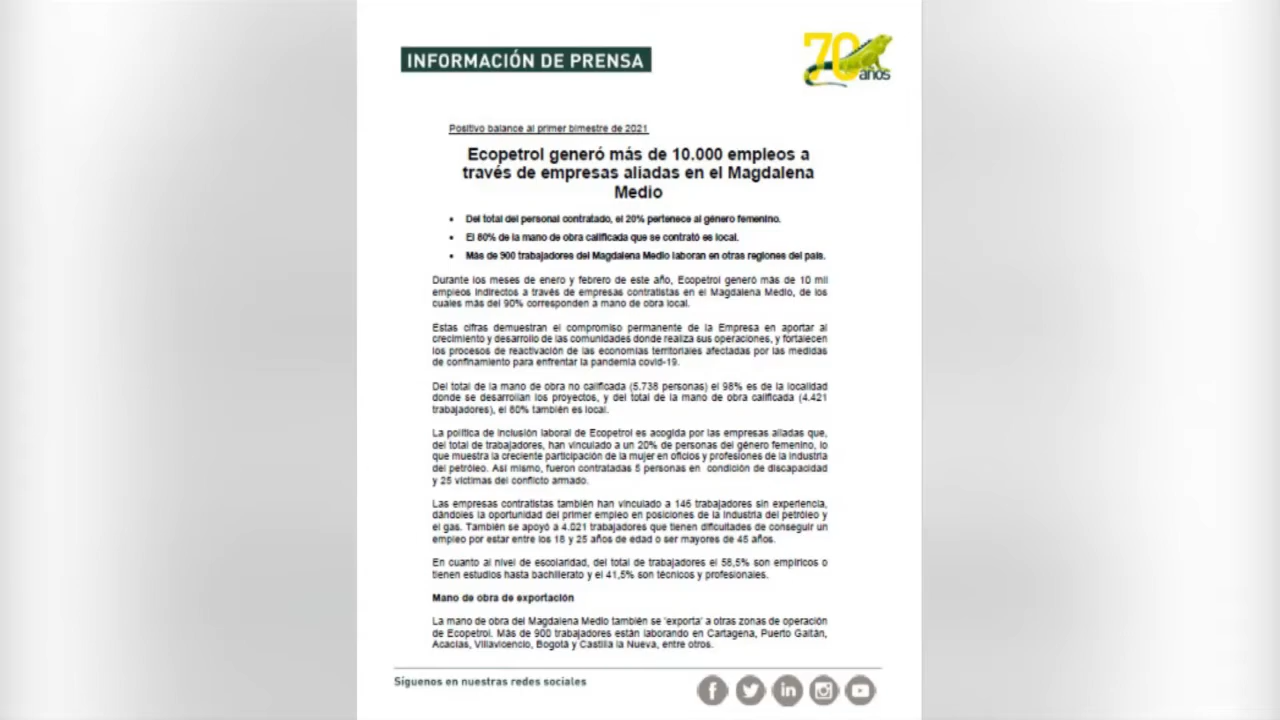 INFORMACIÓN DE PRENSA
70
años
Positivo balance al primer bimestre de 2021
Ecopetrol generó más de 10.000 empleos a
través de empresas aliadas en el Magdalena
Medio
• Del total del personal contratado, el 20% pertenece al género femenino.
• El 80% de la mano de obra calificada que se contrató es local.
• Más de 900 trabajadores del Magdalena Medio laboran en otras regiones del país.
Durante los meses de enero y febrero de este año, Ecopetrol generó más de 10 mil
empleos indirectos a través de empresas contratistas en el Magdalena Medio, de los
cuales más del 90% corresponden a mano de obra local.
Estas cifras demuestran el compromiso permanente de la Empresa en aportar al
crecimiento y desarrollo de las comunidades donde realiza sus operaciones, y fortalecen
los procesos de reactivación de las economías territoriales afectadas por las medidas
de confinamiento para enfrentar la pandemia covid-19.
Del total de la mano de obra no calificada (5.738 personas) el 98% es de la localidad
donde se desarrollan los proyectos, y del total de la mano de obra calificada (4.421
trabajadores), el 80% también es local.
La política de inclusión laboral de Ecopetrol es acogida por las empresas aliadas que,
del total de trabajadores, han vinculado a un 20% de personas del género femenino, lo
que muestra la creciente participación de la mujer en oficios y profesiones de la industria
del petróleo. Así mismo, fueron contratadas 5 personas en condición de discapacidad
y 25 víctimas del conflicto armado.
Las empresas contratistas también han vinculado a 146 trabajadores sin experiencia,
dándoles la oportunidad del primer empleo en posiciones de la industria del petróleo y
el gas. También se apoyó a 4.021 trabajadores que tienen dificultades de conseguir un
empleo por estar entre los 18 y 25 años de edad o ser mayores de 45 años.
En cuanto al nivel de escolaridad, del total de trabajadores el 58,5% son empíricos o
tienen estudios hasta bachillerato y el 41,5% son técnicos y profesionales.
Mano de obra de exportación
La mano de obra del Magdalena Medio también se 'exporta' a otras zonas de operación
de Ecopetrol. Más de 900 trabajadores están laborando en Cartagena, Puerto Gaitán,
Acacías, Villavicencio, Bogotá y Castilla la Nueva, entre otros.
Síguenos en nuestras redes sociales